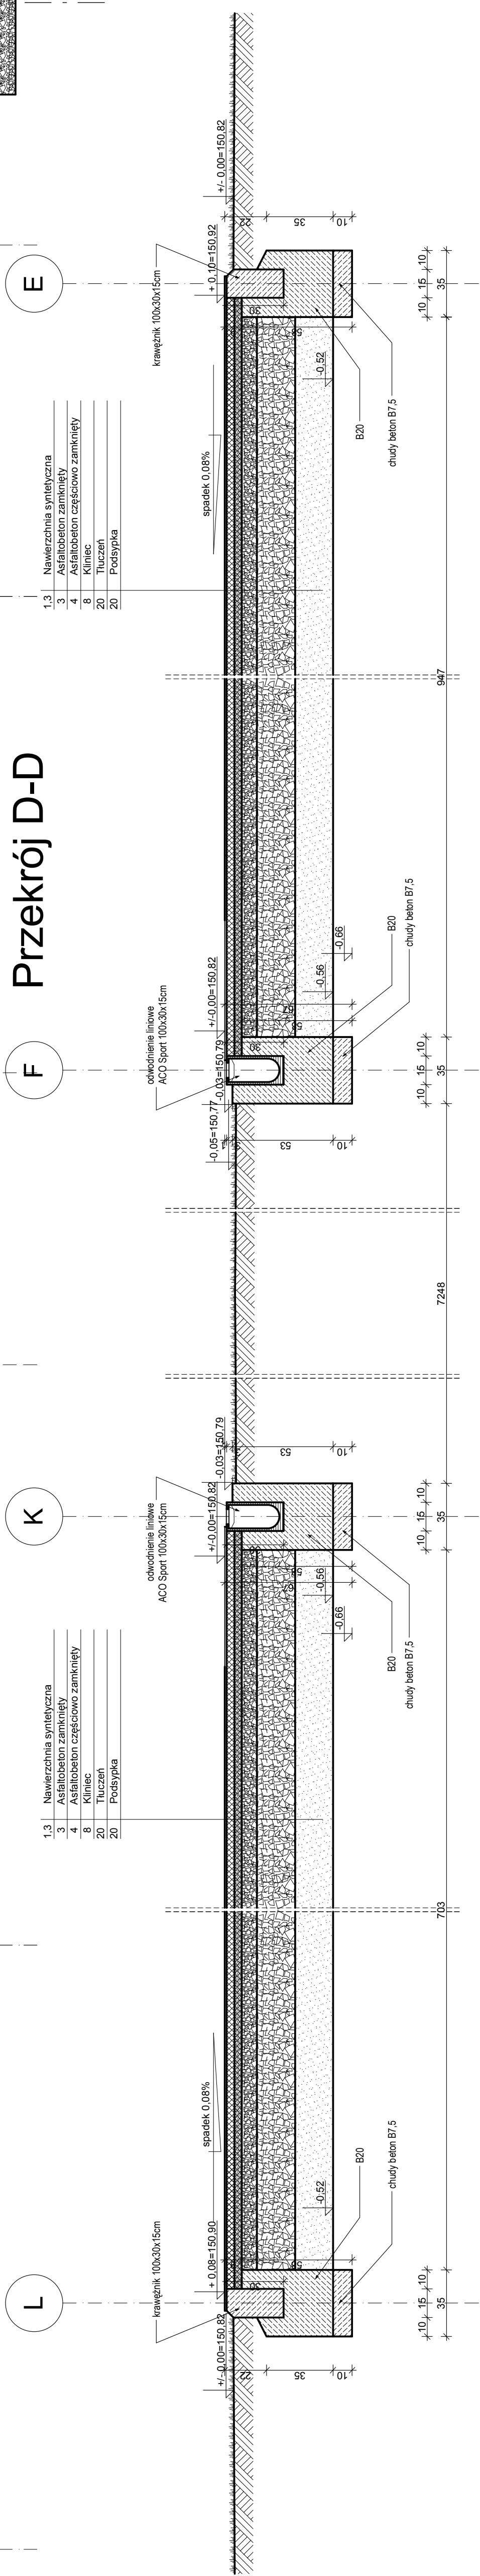 Przekrój D-D
L
K
F
E
1,3 Nawierzchnia syntetyczna
3 Asfaltobeton zamknięty
4 Asfaltobeton częściowo zamknięty
8 Kliniec
20 Tłuczeń
20 Podsypka
1,3 Nawierzchnia syntetyczna
3 Asfaltobeton zamknięty
4 Asfaltobeton częściowo zamknięty
8 Kliniec
20 Tłuczeń
20 Podsypka
krawężnik 100x30x15cm
odwodnienie liniowe
ACO Sport 100x30x15cm
odwodnienie liniowe
ACO Sport 100x30x15cm
krawężnik 100x30x15cm
+/- 0,00=150,82
+ 0,08=150,90
spadek 0,08%
+/-0,00=150,82
-0,03=150,79
-0,05=150,77
-0,03=150,79
+/-0,00=150,82
spadek 0,08%
+ 0,10=150,92
+/- 0,00=150,82
22
35
10
30
58
-0,52
67
-0,56
-0,66
53
10
53
10
30
58
67
-0,56
-0,66
-0,52
30
58
22
35
10
B20
chudy beton B7,5
B20
chudy beton B7,5
B20
chudy beton B7,5
B20
chudy beton B7,5
10 15 10
10 15 10
10 15 10
10 15 10
35
703
35
7248
35
947
35